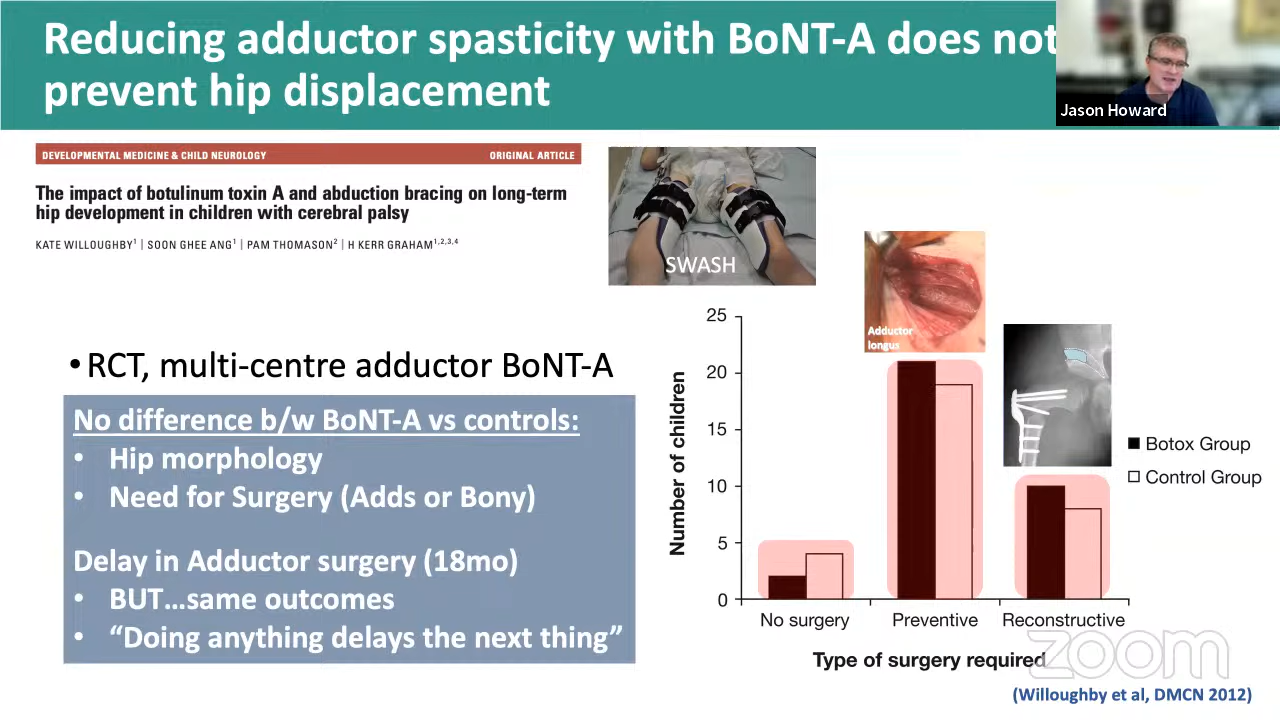 Reducing adductor spasticity with BoNT-A does not
prevent hip displacement
Jason Howard
DEVELOPMENTAL MEDICINE & CHILD NEUROLOGY
ORIGINAL ARTICLE
The impact of botulinum toxin A and abduction bracing on long-term
hip development in children with cerebral palsy
KATE WILLOUGHBY1 | SOON GHEE ANG1 | PAM THOMASON2 | H KERR GRAHAM1,2,3,4
SWASH
•RCT, multi-centre adductor BoNT-A
No difference b/w BoNT-A vs controls:
• Hip morphology
• Need for Surgery (Adds or Bony)
Delay in Adductor surgery (18mo)
• BUT…same outcomes
• “Doing anything delays the next thing”
Adductor
longus
Number of children
25
20
15
10
5
0
No surgery
Preventive
Reconstructive
Type of surgery required
Botox Group
Control Group
zoom
(Willoughby et al, DMCN 2012)